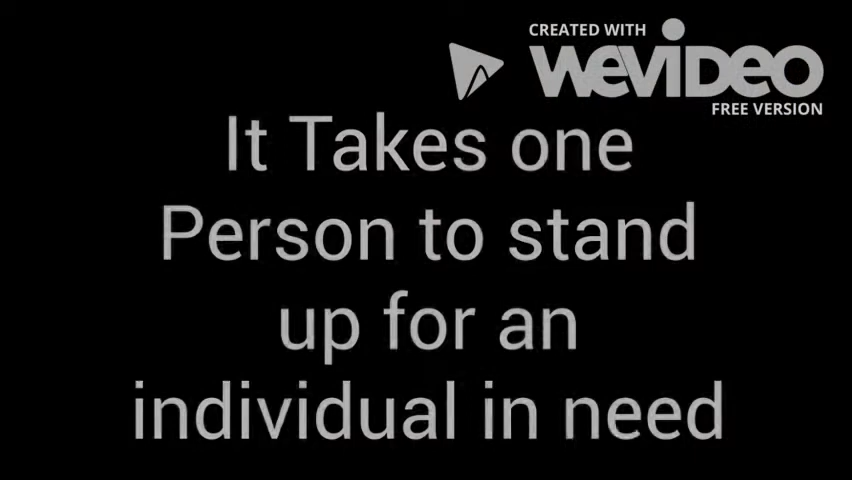 CREATED WITH
WEVIDEO
FREE VERSION
It Takes one
Person to stand
up for an
individual in need